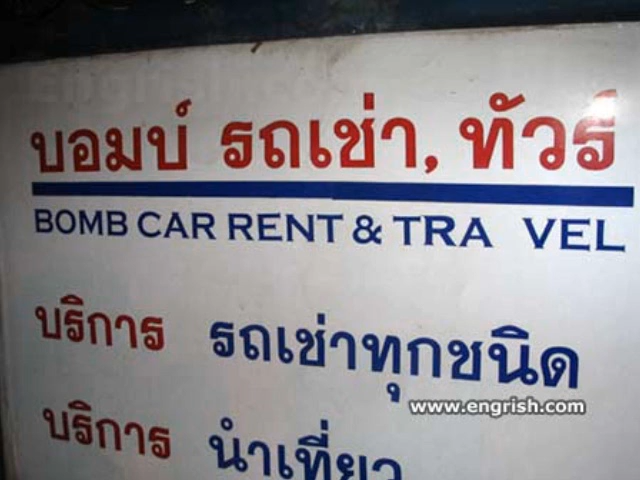 บอมบ์ รถเช่า, ทัวร์
BOMB CAR RENT & TRA VEL
บริการ รถเช่าทุกชนิด
www.engrish.com
บริการ นำเที่ยว